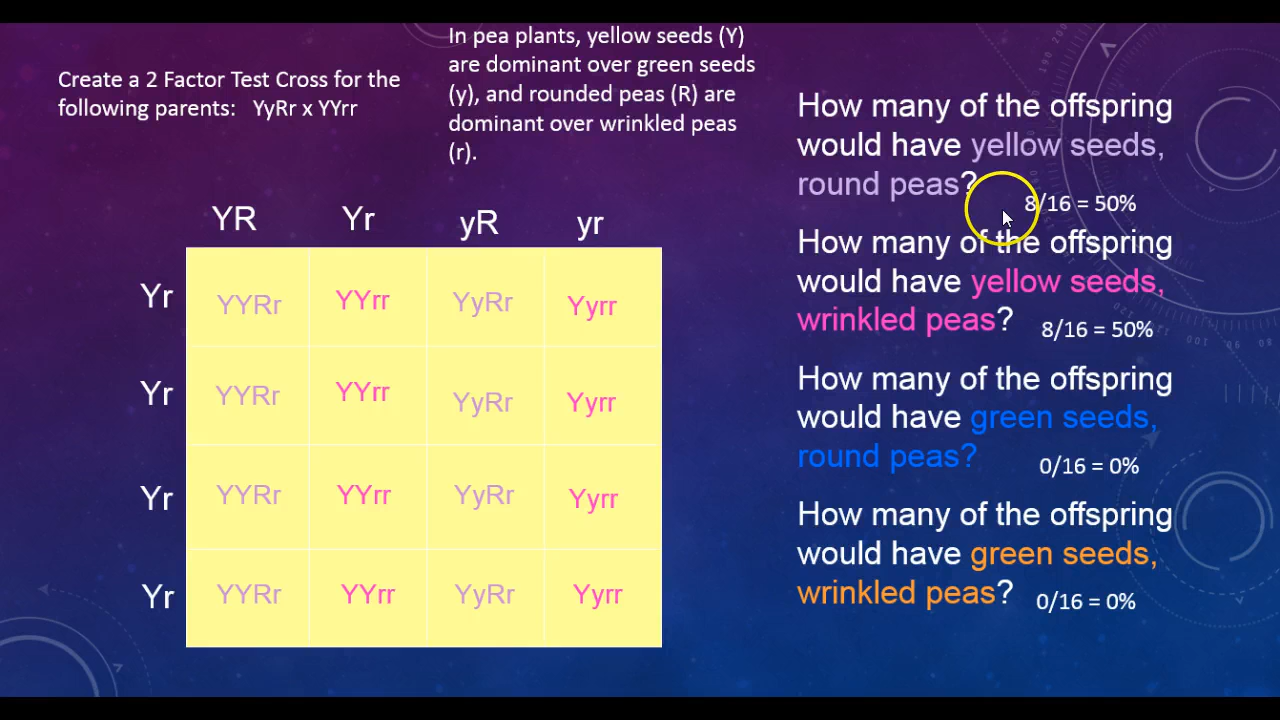 Create a 2 Factor Test Cross for the
following parents: YyRr x YYrr
In pea plants, yellow seeds (Y)
are dominant over green seeds
(y), and rounded peas (R) are
dominant over wrinkled peas
(r).
YR Yr yR yr
Yr YYRr YYrr YyRr Yyrr
Yr YYRr YYrr YyRr Yyrr
Yr YYRr YYrr YyRr Yyrr
Yr YYRr YYrr YyRr Yyrr
How many of the offspring
would have yellow seeds,
round peas?
8/16 = 50%
How many of the offspring
would have yellow seeds,
wrinkled peas?
8/16 = 50%
How many of the offspring
would have green seeds,
round peas?
0/16 = 0%
How many of the offspring
would have green seeds,
wrinkled peas?
0/16 = 0%